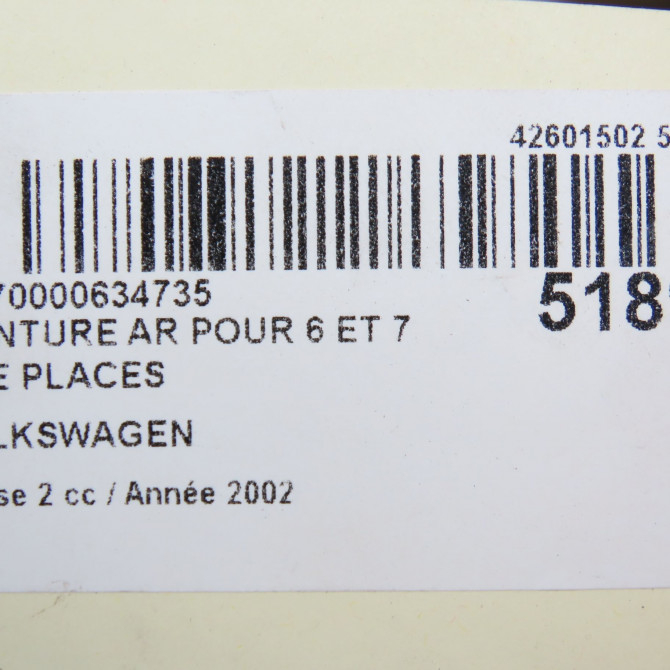 42601502 5
70000634735
518
NTURE AR POUR 6 ET 7
E PLACES
LKSWAGEN
se 2 cc / Année 2002